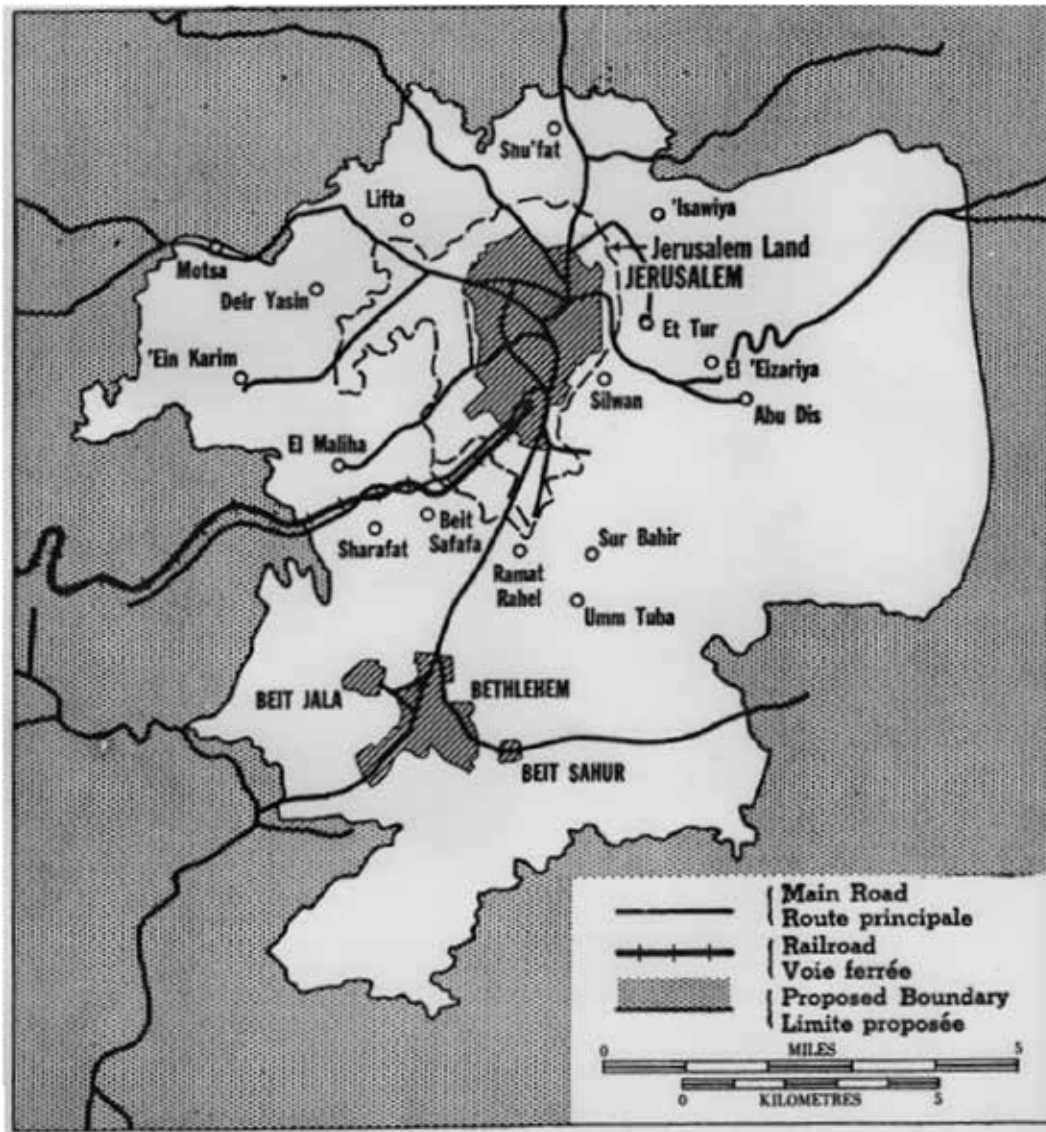 Shu'fat
Lifta
'Isawiya
Jerusalem Land
JERUSALEM
Motsa
Deir Yasin
Et Tur
'Ein Karim
El 'Eizariya
Silwan
Abu Dis
El Maliha
Sharafat
Beit
Safafa
Sur Bahir
Ramat
Rahel
Umm Tuba
BEIT JALA
BETHLEHEM
BEIT SAHUR
Main Road
Route principale
Railroad
Voie ferrée
Proposed Boundary
Limite proposée
0 MILES 5
0 KILOMETRES 5